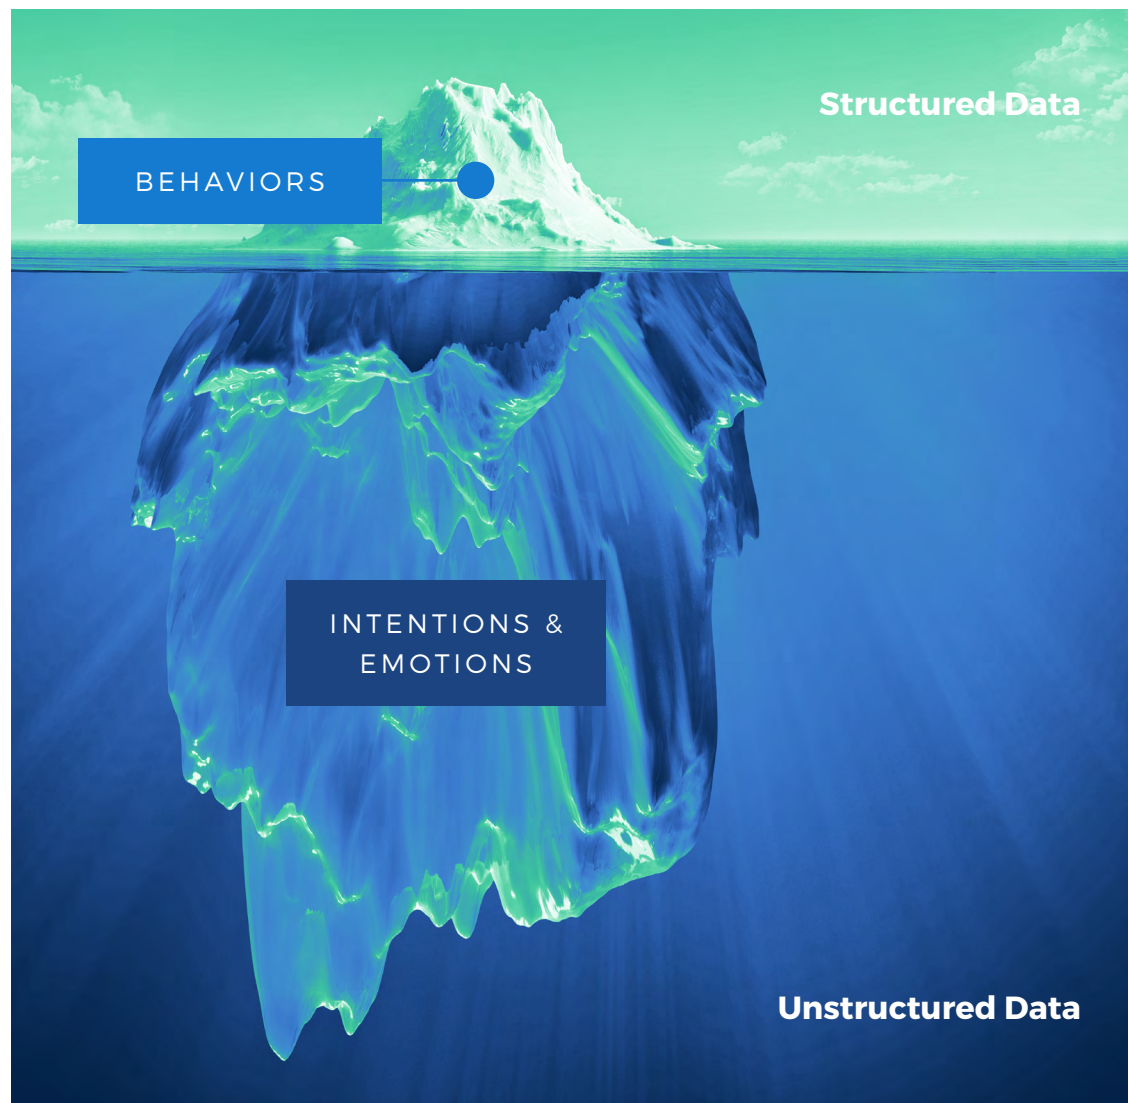 Structured Data
BEHAVIORS
INTENTIONS &
EMOTIONS
Unstructured Data